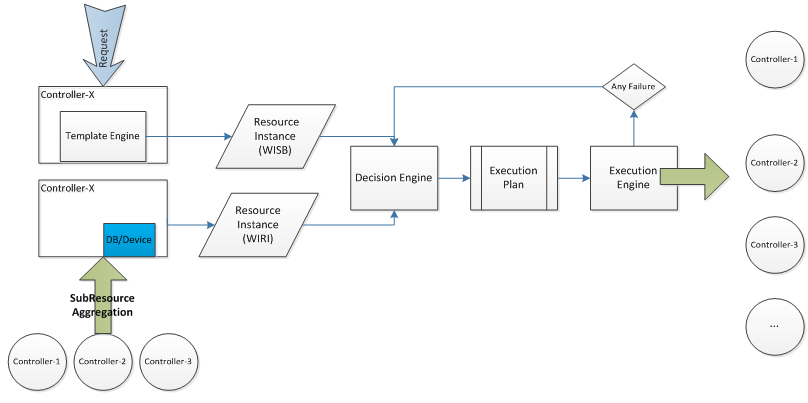 Request
Controller-X
Template Engine
Resource
Instance
(WISB)
Any Failure
Controller-1
Decision Engine
Execution
Plan
Execution
Engine
Controller-2
Controller-X
DB/Device
Resource
Instance
(WIRI)
Controller-3
SubResource
Aggregation
...
Controller-1
Controller-2
Controller-3